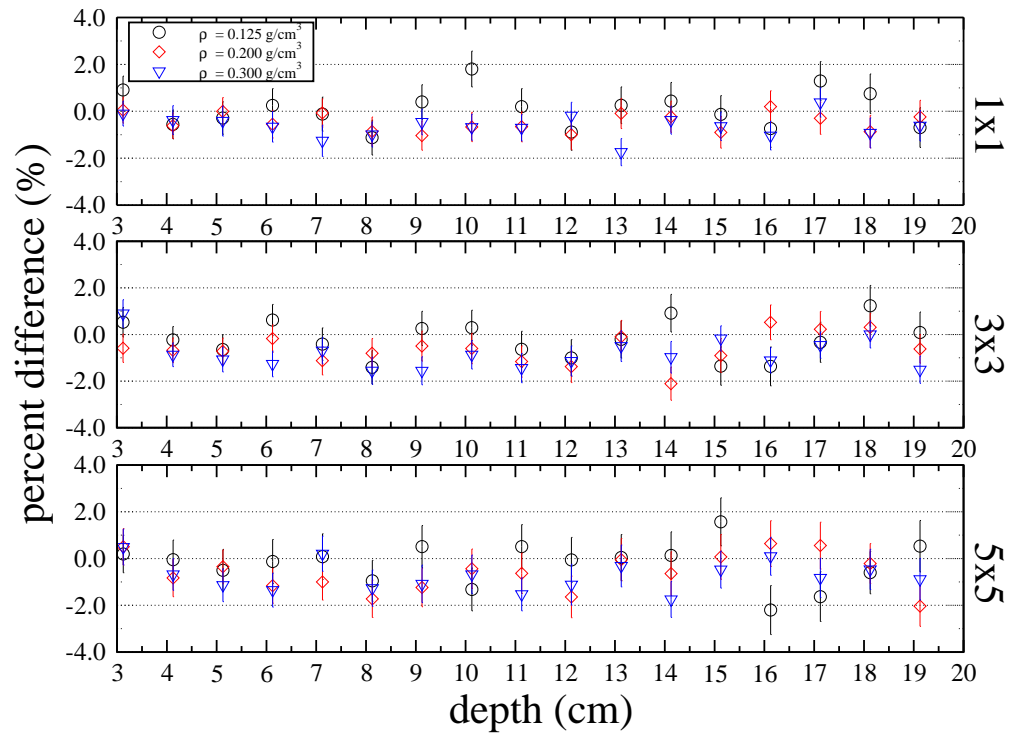 percent difference (%)
4.0
2.0
0.0
-2.0
-4.0
ρ = 0.125 g/cm³
ρ = 0.200 g/cm³
ρ = 0.300 g/cm³
3 4 5 6 7 8 9 10 11 12 13 14 15 16 17 18 19 20
1x1
4.0
2.0
0.0
-2.0
-4.0
3 4 5 6 7 8 9 10 11 12 13 14 15 16 17 18 19 20
3x3
4.0
2.0
0.0
-2.0
-4.0
3 4 5 6 7 8 9 10 11 12 13 14 15 16 17 18 19 20
5x5
depth (cm)